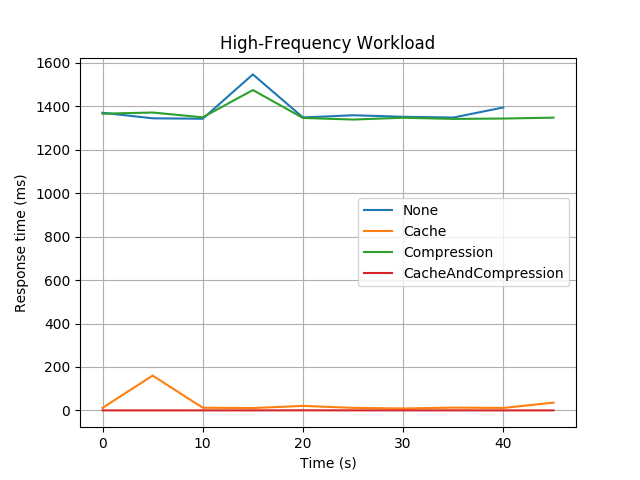 High-Frequency Workload
Response time (ms)
1600
1400
1200
1000
800
600
400
200
0
None
Cache
Compression
CacheAndCompression
0 10 20 30 40
Time (s)